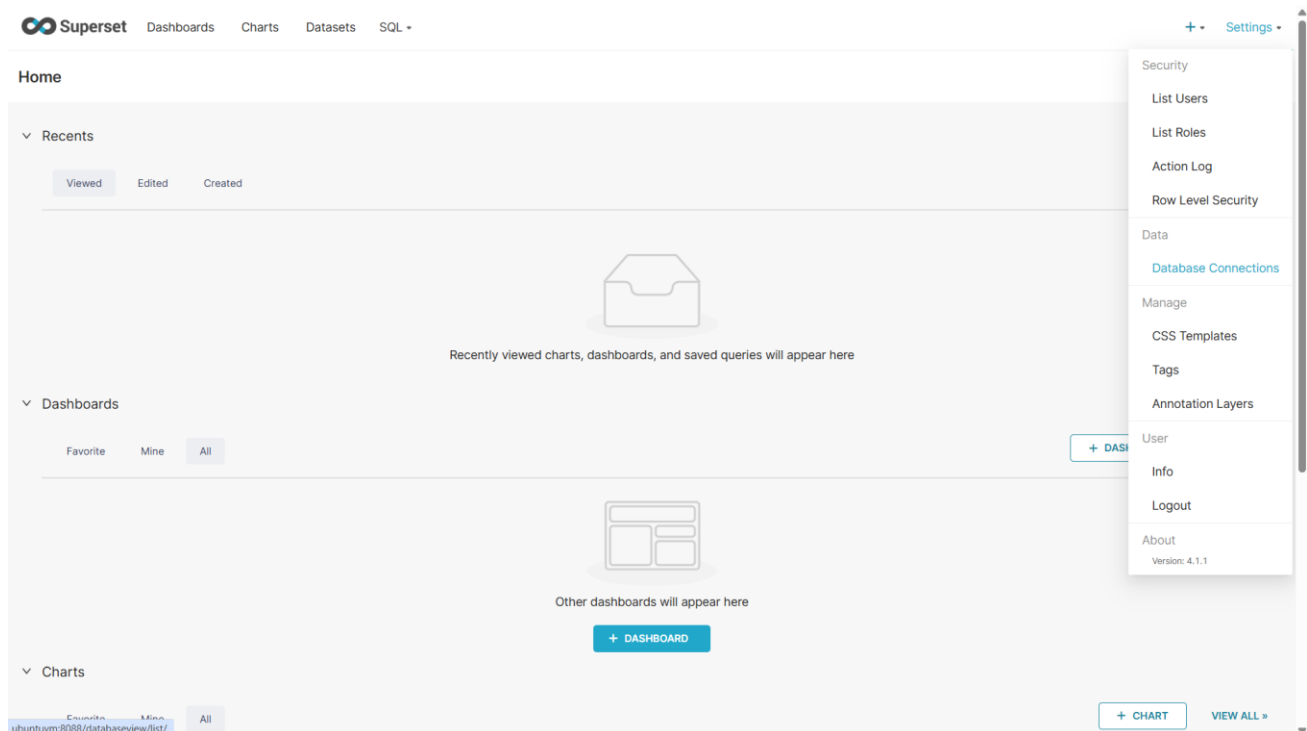 Superset Dashboards Charts Datasets SQL
+ Settings
Home
Security
List Users
List Roles
Action Log
Row Level Security
Data
Database Connections
Manage
CSS Templates
Tags
Annotation Layers
User
Info
Logout
About
Version: 4.1.1
Recents
Viewed Edited Created
Recently viewed charts, dashboards, and saved queries will appear here
Dashboards
Favorite Mine All
+ DASH
Other dashboards will appear here
+ DASHBOARD
Charts
Favorite Mine All
+ CHART VIEW ALL »
ubuntuvm:8088/databaseview/list/